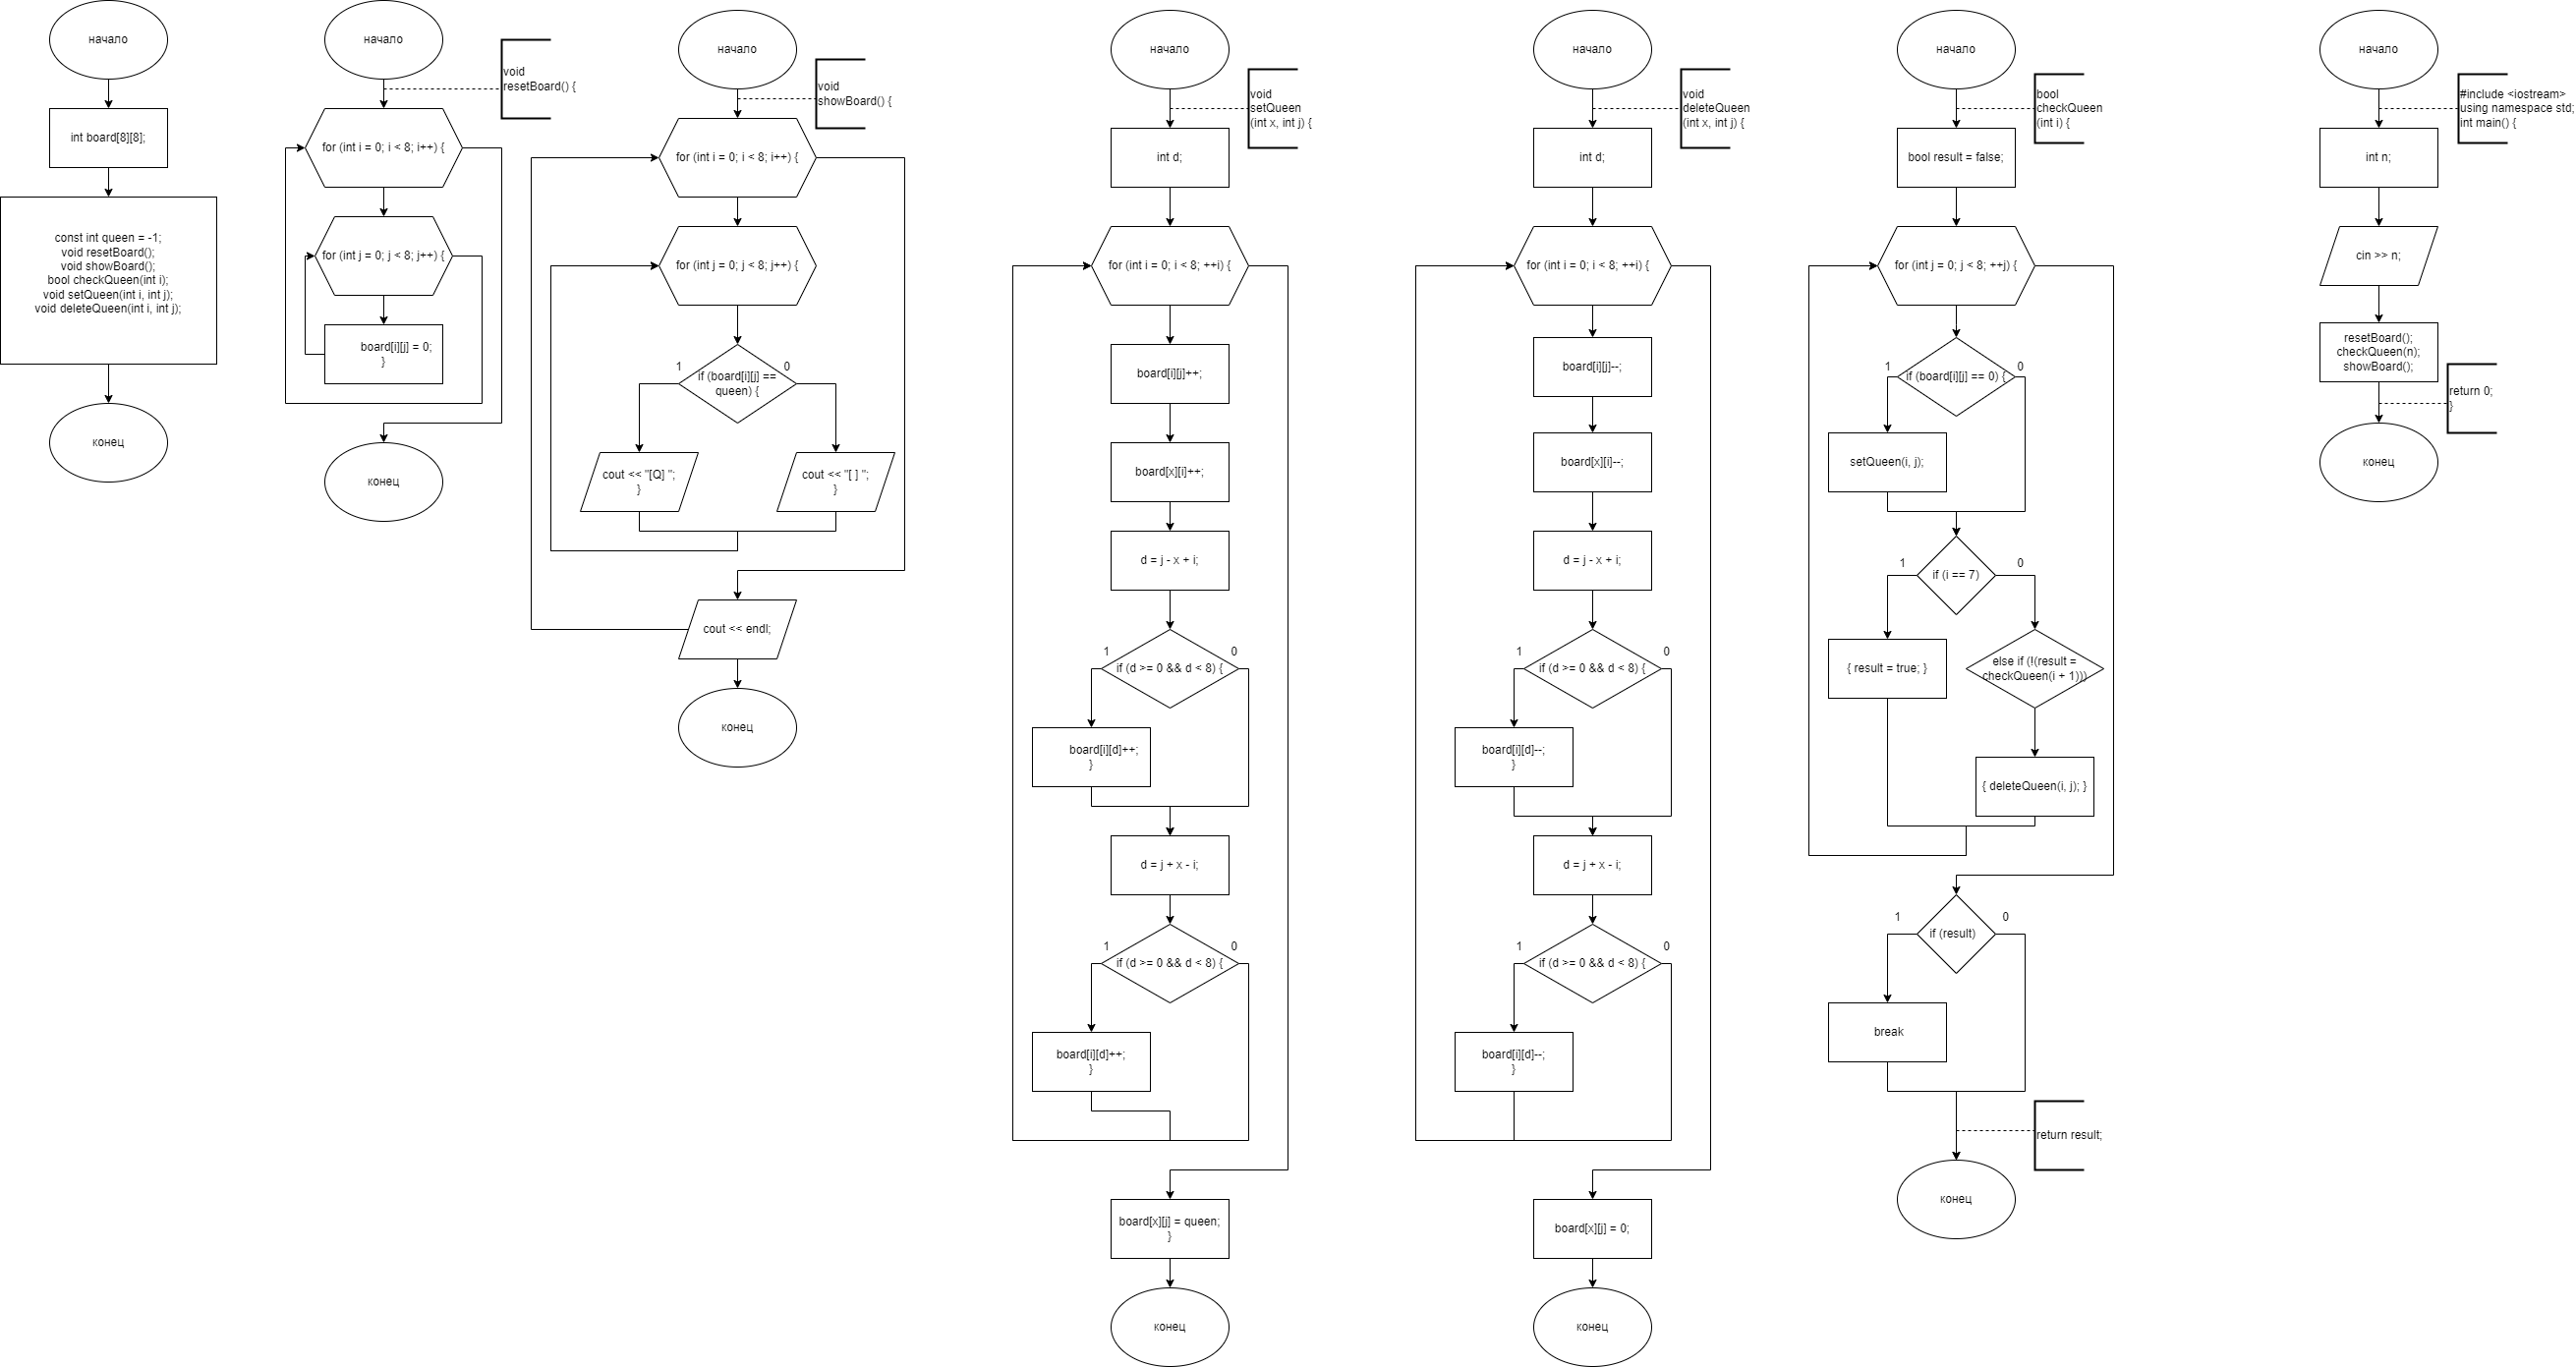 начало
int board[8][8];
const int queen = -1;
void resetBoard();
void showBoard();
bool checkQueen(int i);
void setQueen(int i, int j);
void deleteQueen(int i, int j);
конец
начало
void
resetBoard() {
for (int i = 0; i < 8; i++) {
for (int j = 0; j < 8; j++) {
board[i][j] = 0;
}
конец
начало
void
showBoard() {
for (int i = 0; i < 8; i++) {
for (int j = 0; j < 8; j++) {
1
0
if (board[i][j] ==
queen) {
cout << "[Q] ";
}
cout << "[ ] ";
}
cout << endl;
конец
начало
void
setQueen
(int x, int j) {
int d;
for (int i = 0; i < 8; ++i) {
board[i][j]++;
board[x][i]++;
d = j - x + i;
1
0
if (d >= 0 && d < 8) {
board[i][d]++;
}
d = j + x - i;
1
0
if (d >= 0 && d < 8) {
board[i][d]++;
}
board[x][j] = queen;
}
конец
начало
void
deleteQueen
(int x, int j) {
int d;
for (int i = 0; i < 8; ++i) {
board[i][j]--;
board[x][i]--;
d = j - x + i;
1
0
if (d >= 0 && d < 8) {
board[i][d]--;
}
d = j + x - i;
1
0
if (d >= 0 && d < 8) {
board[i][d]--;
}
board[x][j] = 0;
конец
начало
bool
checkQueen
(int i) {
bool result = false;
for (int j = 0; j < 8; ++j) {
1
0
if (board[i][j] == 0) {
setQueen(i, j);
1
0
if (i == 7)
{ result = true; }
else if (!(result =
checkQueen(i + 1)))
{ deleteQueen(i, j); }
1
0
if (result)
break
return result;
конец
начало
#include <iostream>
using namespace std;
int main() {
int n;
cin >> n;
resetBoard();
checkQueen(n);
showBoard();
return 0;
}
конец